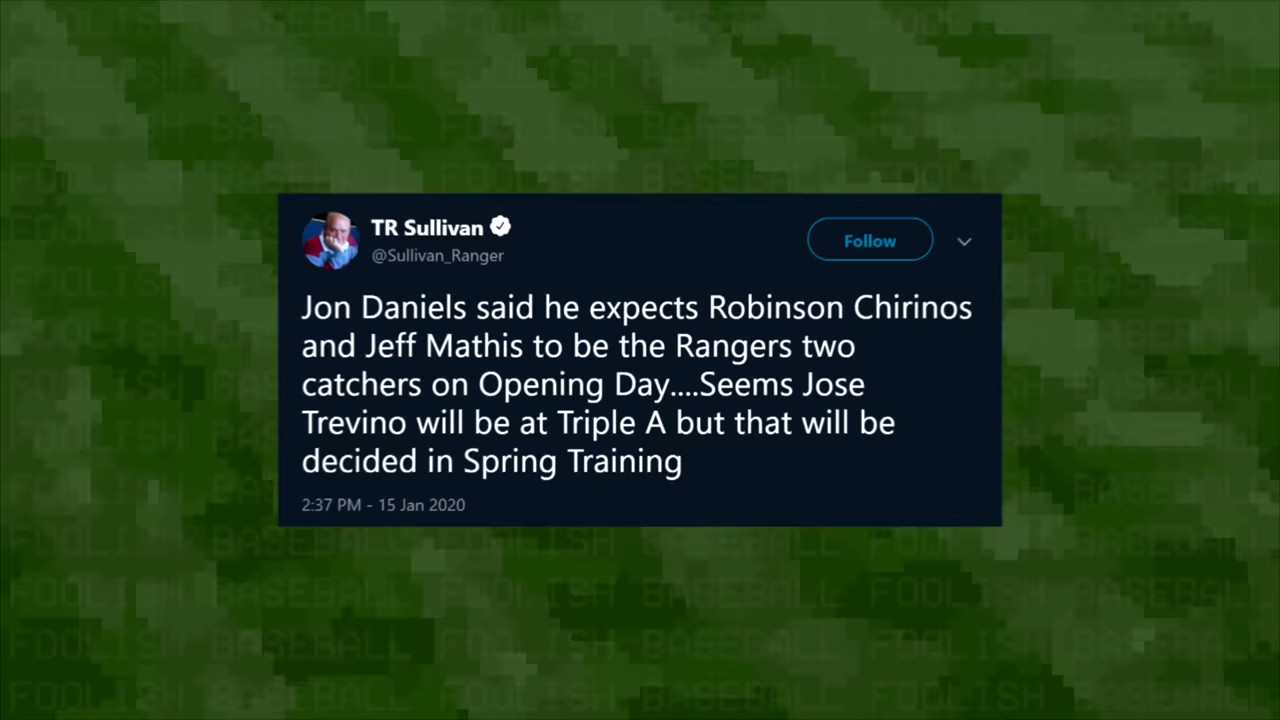 TR Sullivan
@Sullivan_Ranger
Follow
Jon Daniels said he expects Robinson Chirinos
and Jeff Mathis to be the Rangers two
catchers on Opening Day....Seems Jose
Trevino will be at Triple A but that will be
decided in Spring Training
2:37 PM - 15 Jan 2020
FOOLISH BASEBALL